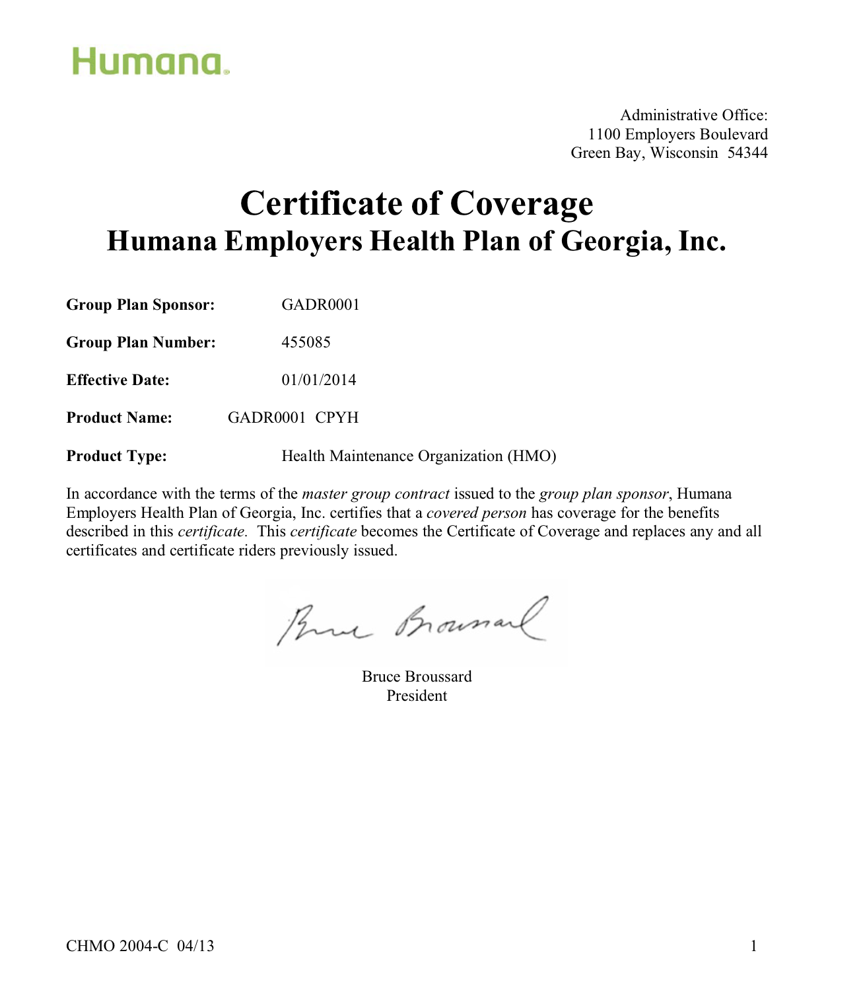 Humana®
Administrative Office:
1100 Employers Boulevard
Green Bay, Wisconsin 54344
Certificate of Coverage
Humana Employers Health Plan of Georgia, Inc.
Group Plan Sponsor: GADR0001
Group Plan Number: 455085
Effective Date: 01/01/2014
Product Name: GADR0001 CPYH
Product Type: Health Maintenance Organization (HMO)
In accordance with the terms of the master group contract issued to the group plan sponsor, Humana
Employers Health Plan of Georgia, Inc. certifies that a covered person has coverage for the benefits
described in this certificate. This certificate becomes the Certificate of Coverage and replaces any and all
certificates and certificate riders previously issued.
Bruce Broussard
Bruce Broussard
President
CHMO 2004-C 04/13 1